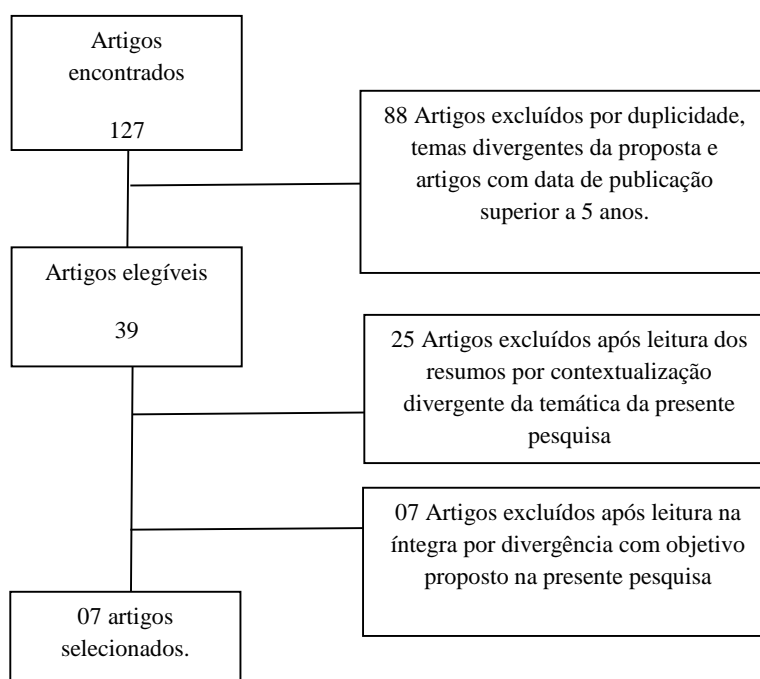 Artigos
encontrados
127
88 Artigos excluídos por duplicidade,
temas divergentes da proposta e
artigos com data de publicação
superior a 5 anos.
Artigos elegíveis
39
25 Artigos excluídos após leitura dos
resumos por contextualização
divergente da temática da presente
pesquisa
07 Artigos excluídos após leitura na
íntegra por divergência com objetivo
proposto na presente pesquisa
07 artigos
selecionados.